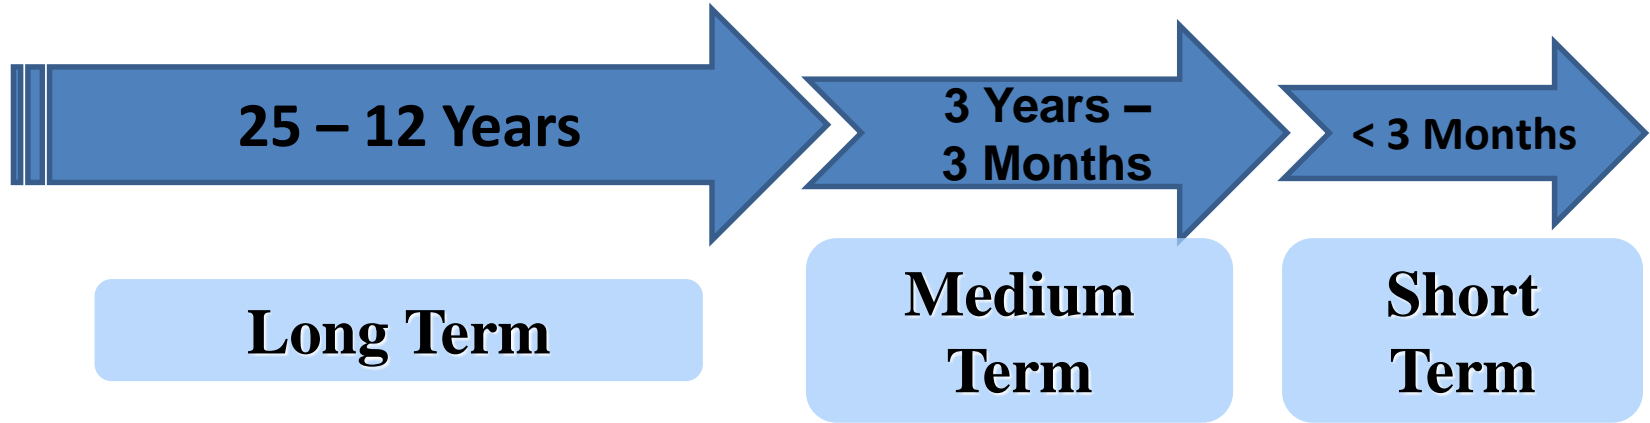 25 – 12 Years
3 Years –
3 Months
< 3 Months
Long Term
Medium
Term
Short
Term